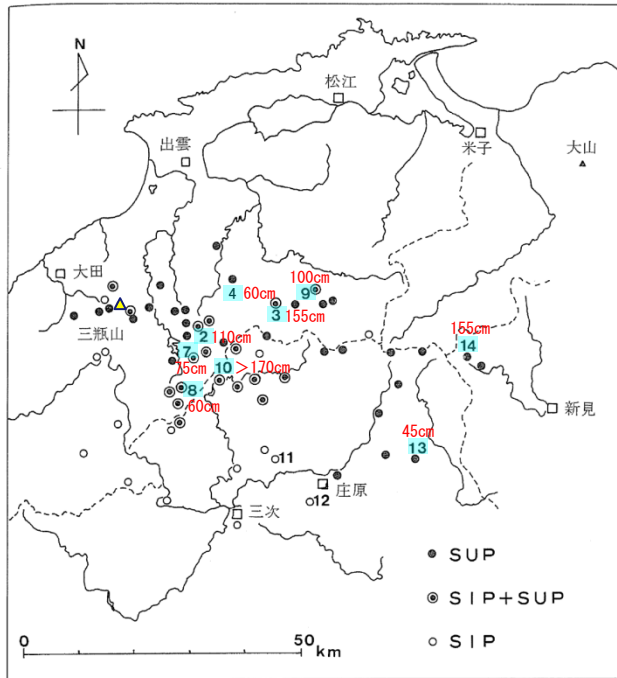 N
松江
出雲
米子
大山
大田
三瓶山
100cm
9
4
60cm
3
155cm
2
110cm
7
75cm
10
>170cm
155cm
14
8
60cm
新見
45cm
13
11
12
庄原
三次
SUP
SIP+SUP
SIP
0
50
km